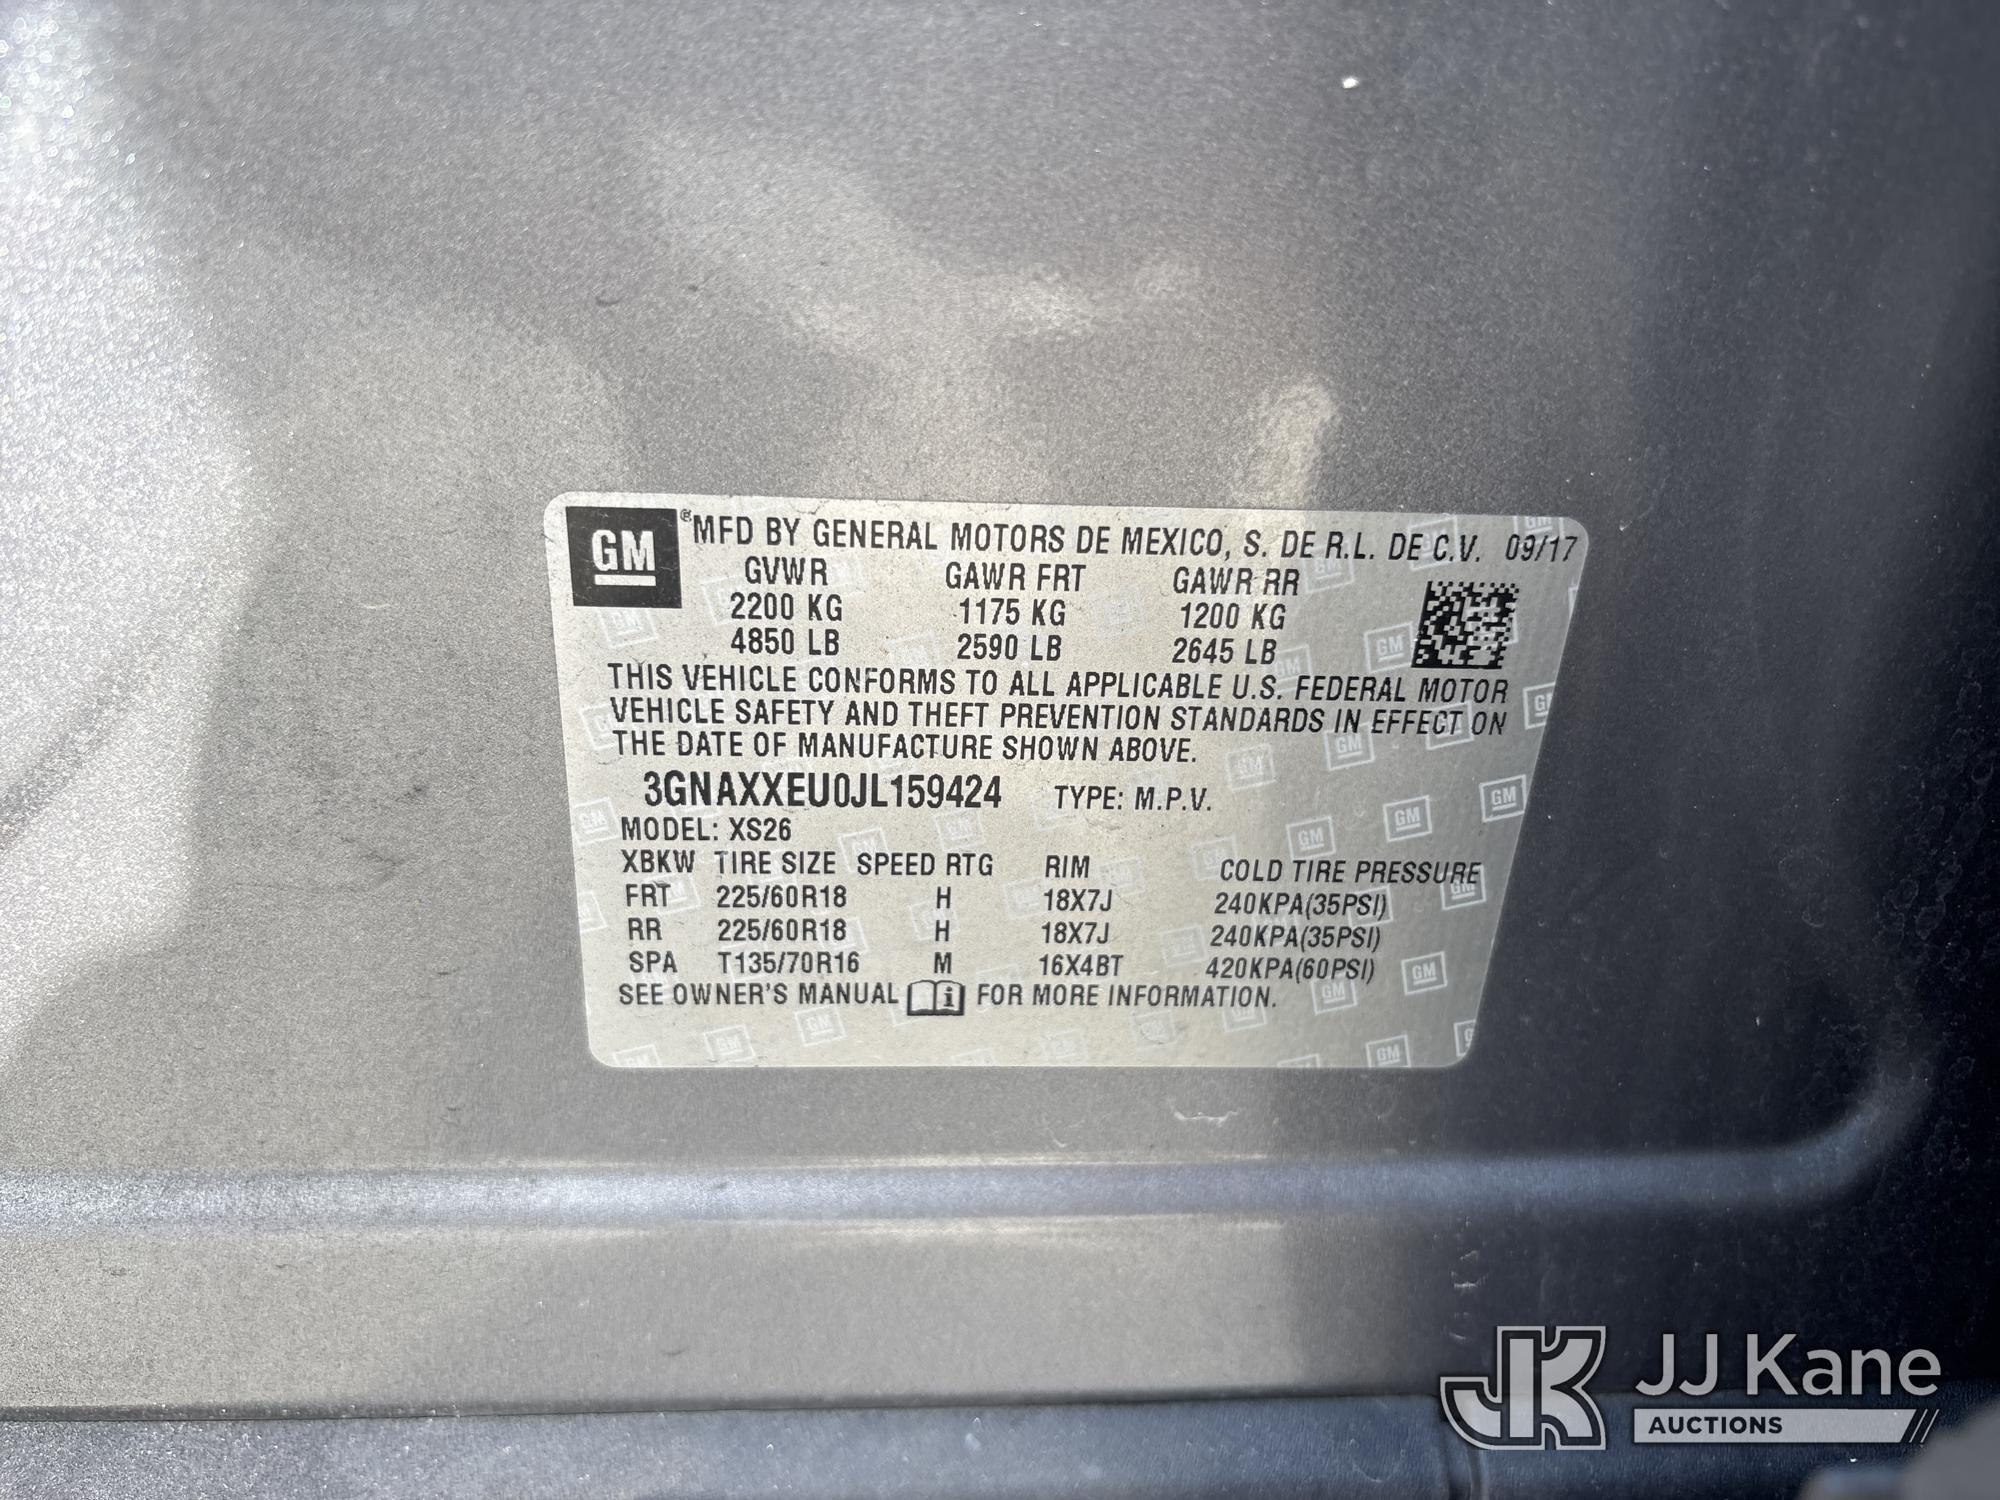 GM ® MFD BY GENERAL MOTORS DE MEXICO, S. DE R.L. DE C.V. 09/17
GVWR GAWR FRT GAWR RR
2200 KG 1175 KG 1200 KG
4850 LB 2590 LB 2645 LB
THIS VEHICLE CONFORMS TO ALL APPLICABLE U.S. FEDERAL MOTOR
VEHICLE SAFETY AND THEFT PREVENTION STANDARDS IN EFFECT ON
THE DATE OF MANUFACTURE SHOWN ABOVE.
3GNAXXEU0JL159424 TYPE: M.P.V.
MODEL: XS26
XBKW TIRE SIZE SPEED RTG RIM COLD TIRE PRESSURE
FRT 225/60R18 H 18X7J 240KPA(35PSI)
RR 225/60R18 H 18X7J 240KPA(35PSI)
SPA T135/70R16 M 16X4BT 420KPA(60PSI)
SEE OWNER'S MANUAL i FOR MORE INFORMATION.
JK JJ Kane
AUCTIONS